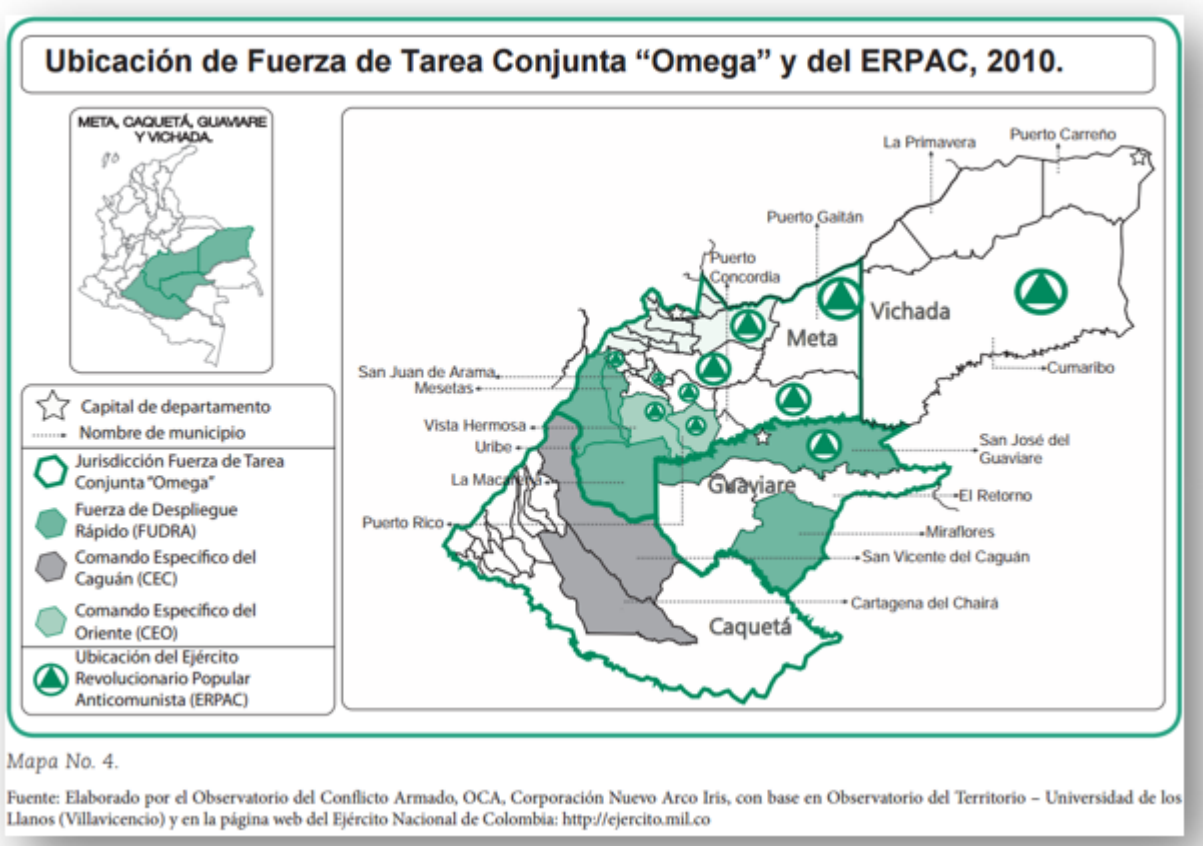 Ubicación de Fuerza de Tarea Conjunta “Omega” y del ERPAC, 2010.
META, CAQUETÁ, GUAVIARE
Y VICHADA.
Capital de departamento
Nombre de municipio
Jurisdicción Fuerza de Tarea
Conjunta “Omega”
Fuerza de Despliegue
Rápido (FUDRA)
Comando Específico del
Caguán (CEC)
Comando Específico del
Oriente (CEO)
Ubicación del Ejército
Revolucionario Popular
Anticomunista (ERPAC)
La Primavera
Puerto Carreño
Puerto Gaitán
Puerto
Concordia
Vichada
Meta
Cumaribo
San Juan de Arama
Mesetas
Vista Hermosa
Uribe
La Macarena
Puerto Rico
San José del
Guaviare
Guaviare
El Retorno
Miraflores
San Vicente del Caguán
Cartagena del Chairá
Caquetá
Mapa No. 4.
Fuente: Elaborado por el Observatorio del Conflicto Armado, OCA, Corporación Nuevo Arco Iris, con base en Observatorio del Territorio – Universidad de los
Llanos (Villavicencio) y en la página web del Ejército Nacional de Colombia: http://ejercito.mil.co